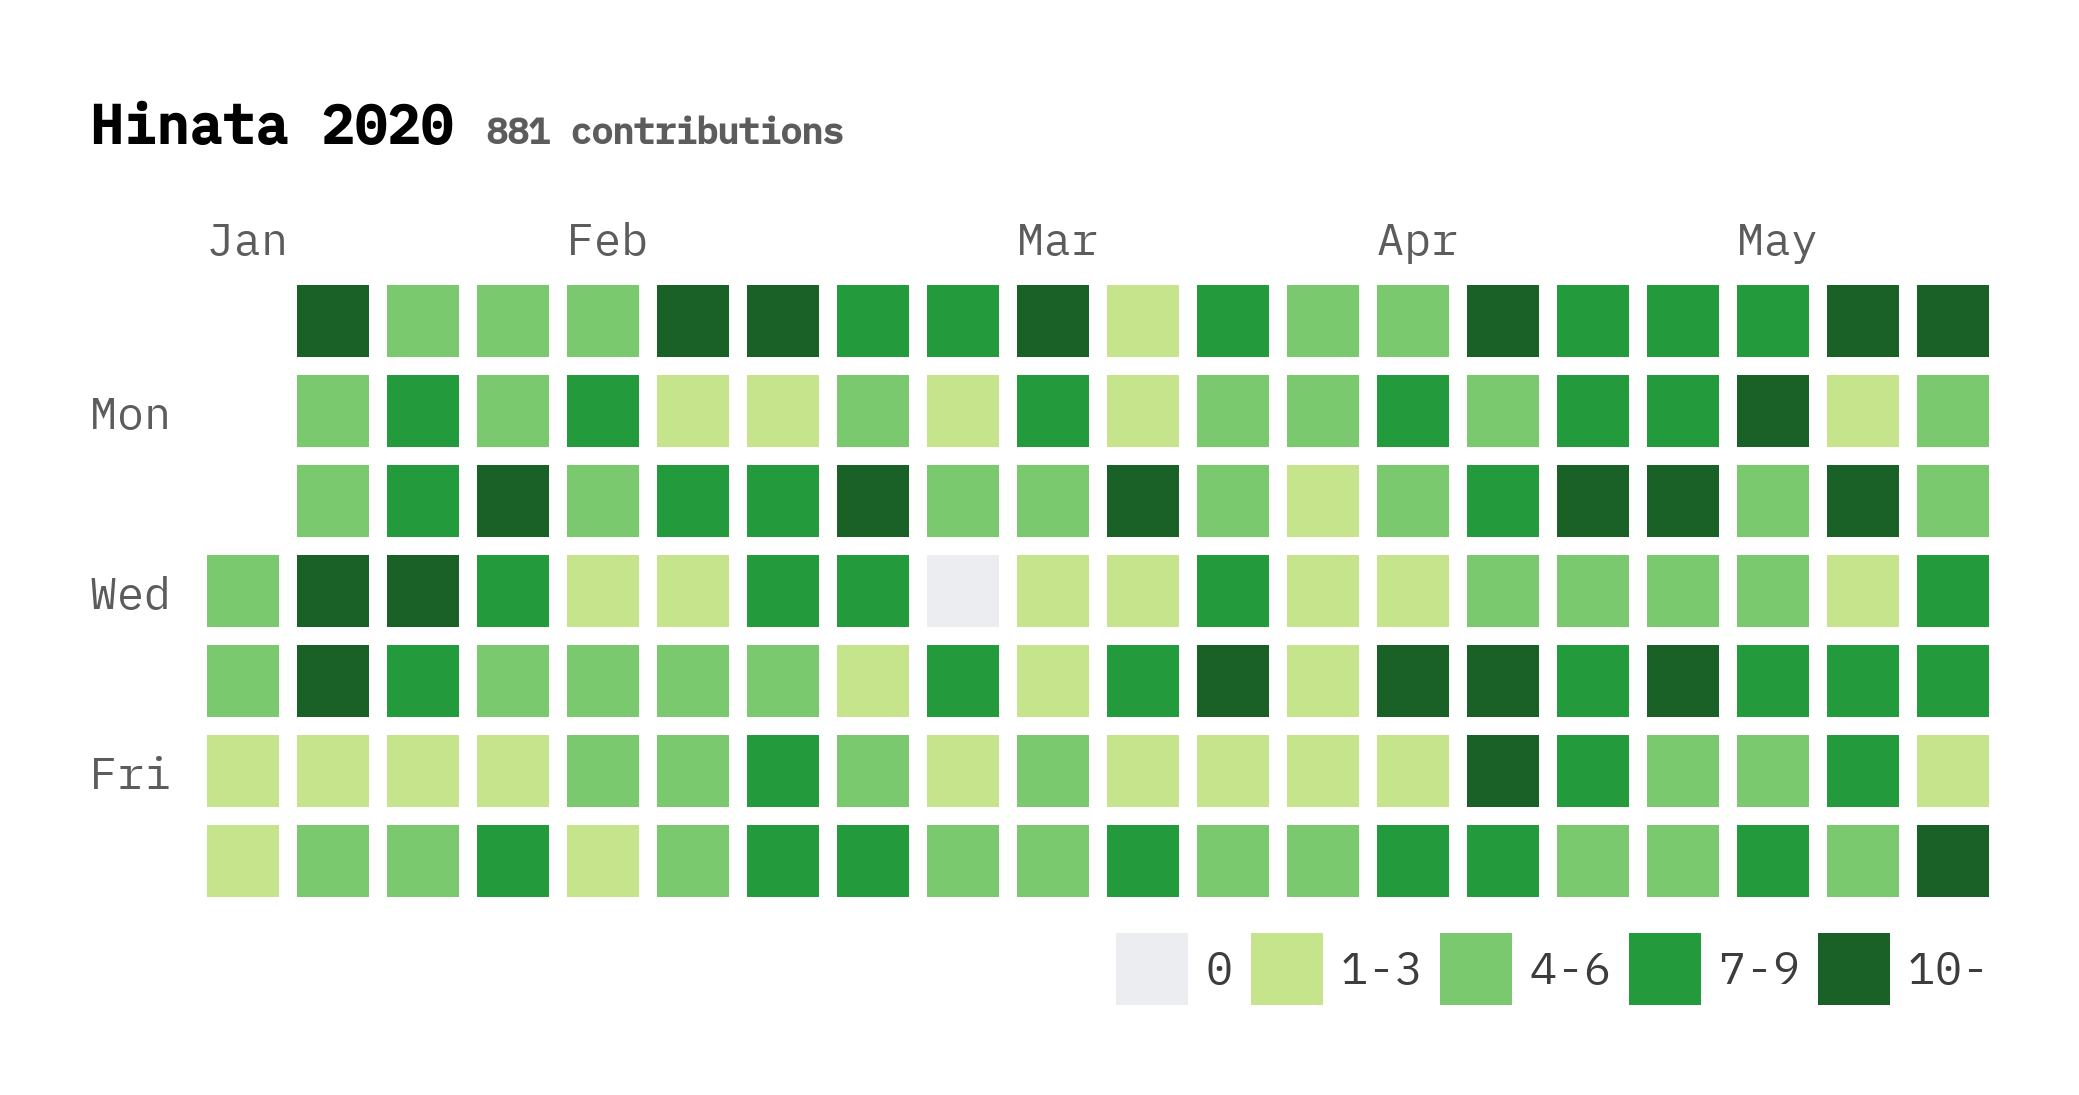 Hinata 2020 881 contributions
Jan Feb Mar Apr May
Mon
Wed
Fri
0 1-3 4-6 7-9 10-